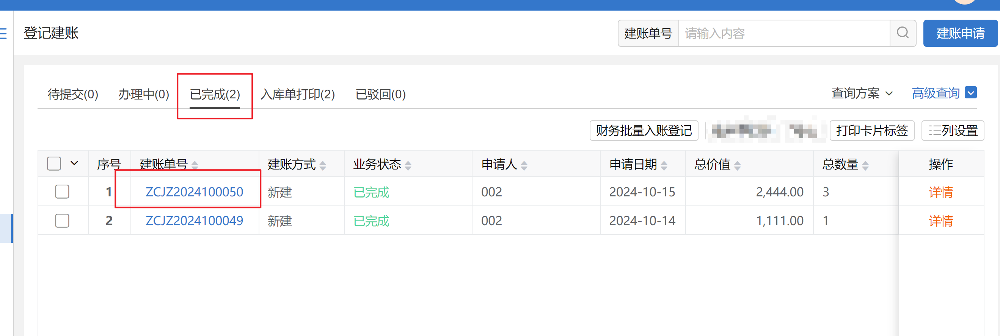 登记建账
建账单号 请输入内容 建账申请
待提交(0) 办理中(0) 已完成(2) 入库单打印(2) 已驳回(0) 查询方案 高级查询
财务批量入账登记 打印卡片标签 列设置
序号 建账单号 建账方式 业务状态 申请人 申请日期 总价值 总数量 操作
1 ZCJZ2024100050 新建 已完成 002 2024-10-15 2,444.00 3 详情
2 ZCJZ2024100049 新建 已完成 002 2024-10-14 1,111.00 1 详情